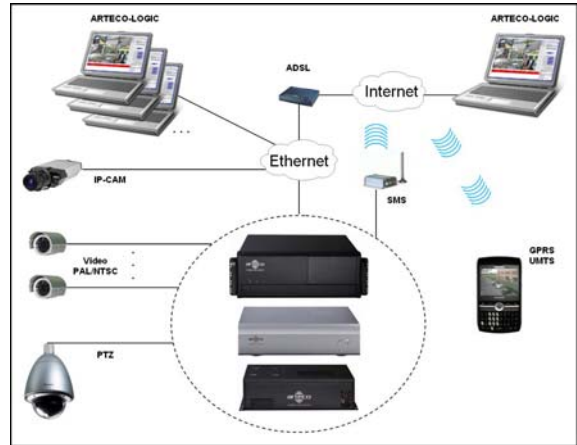 ARTECO-LOGIC
ARTECO-LOGIC
ADSL
Internet
Ethernet
IP-CAM
SMS
Video
PAL/NTSC
GPRS
UMTS
PTZ